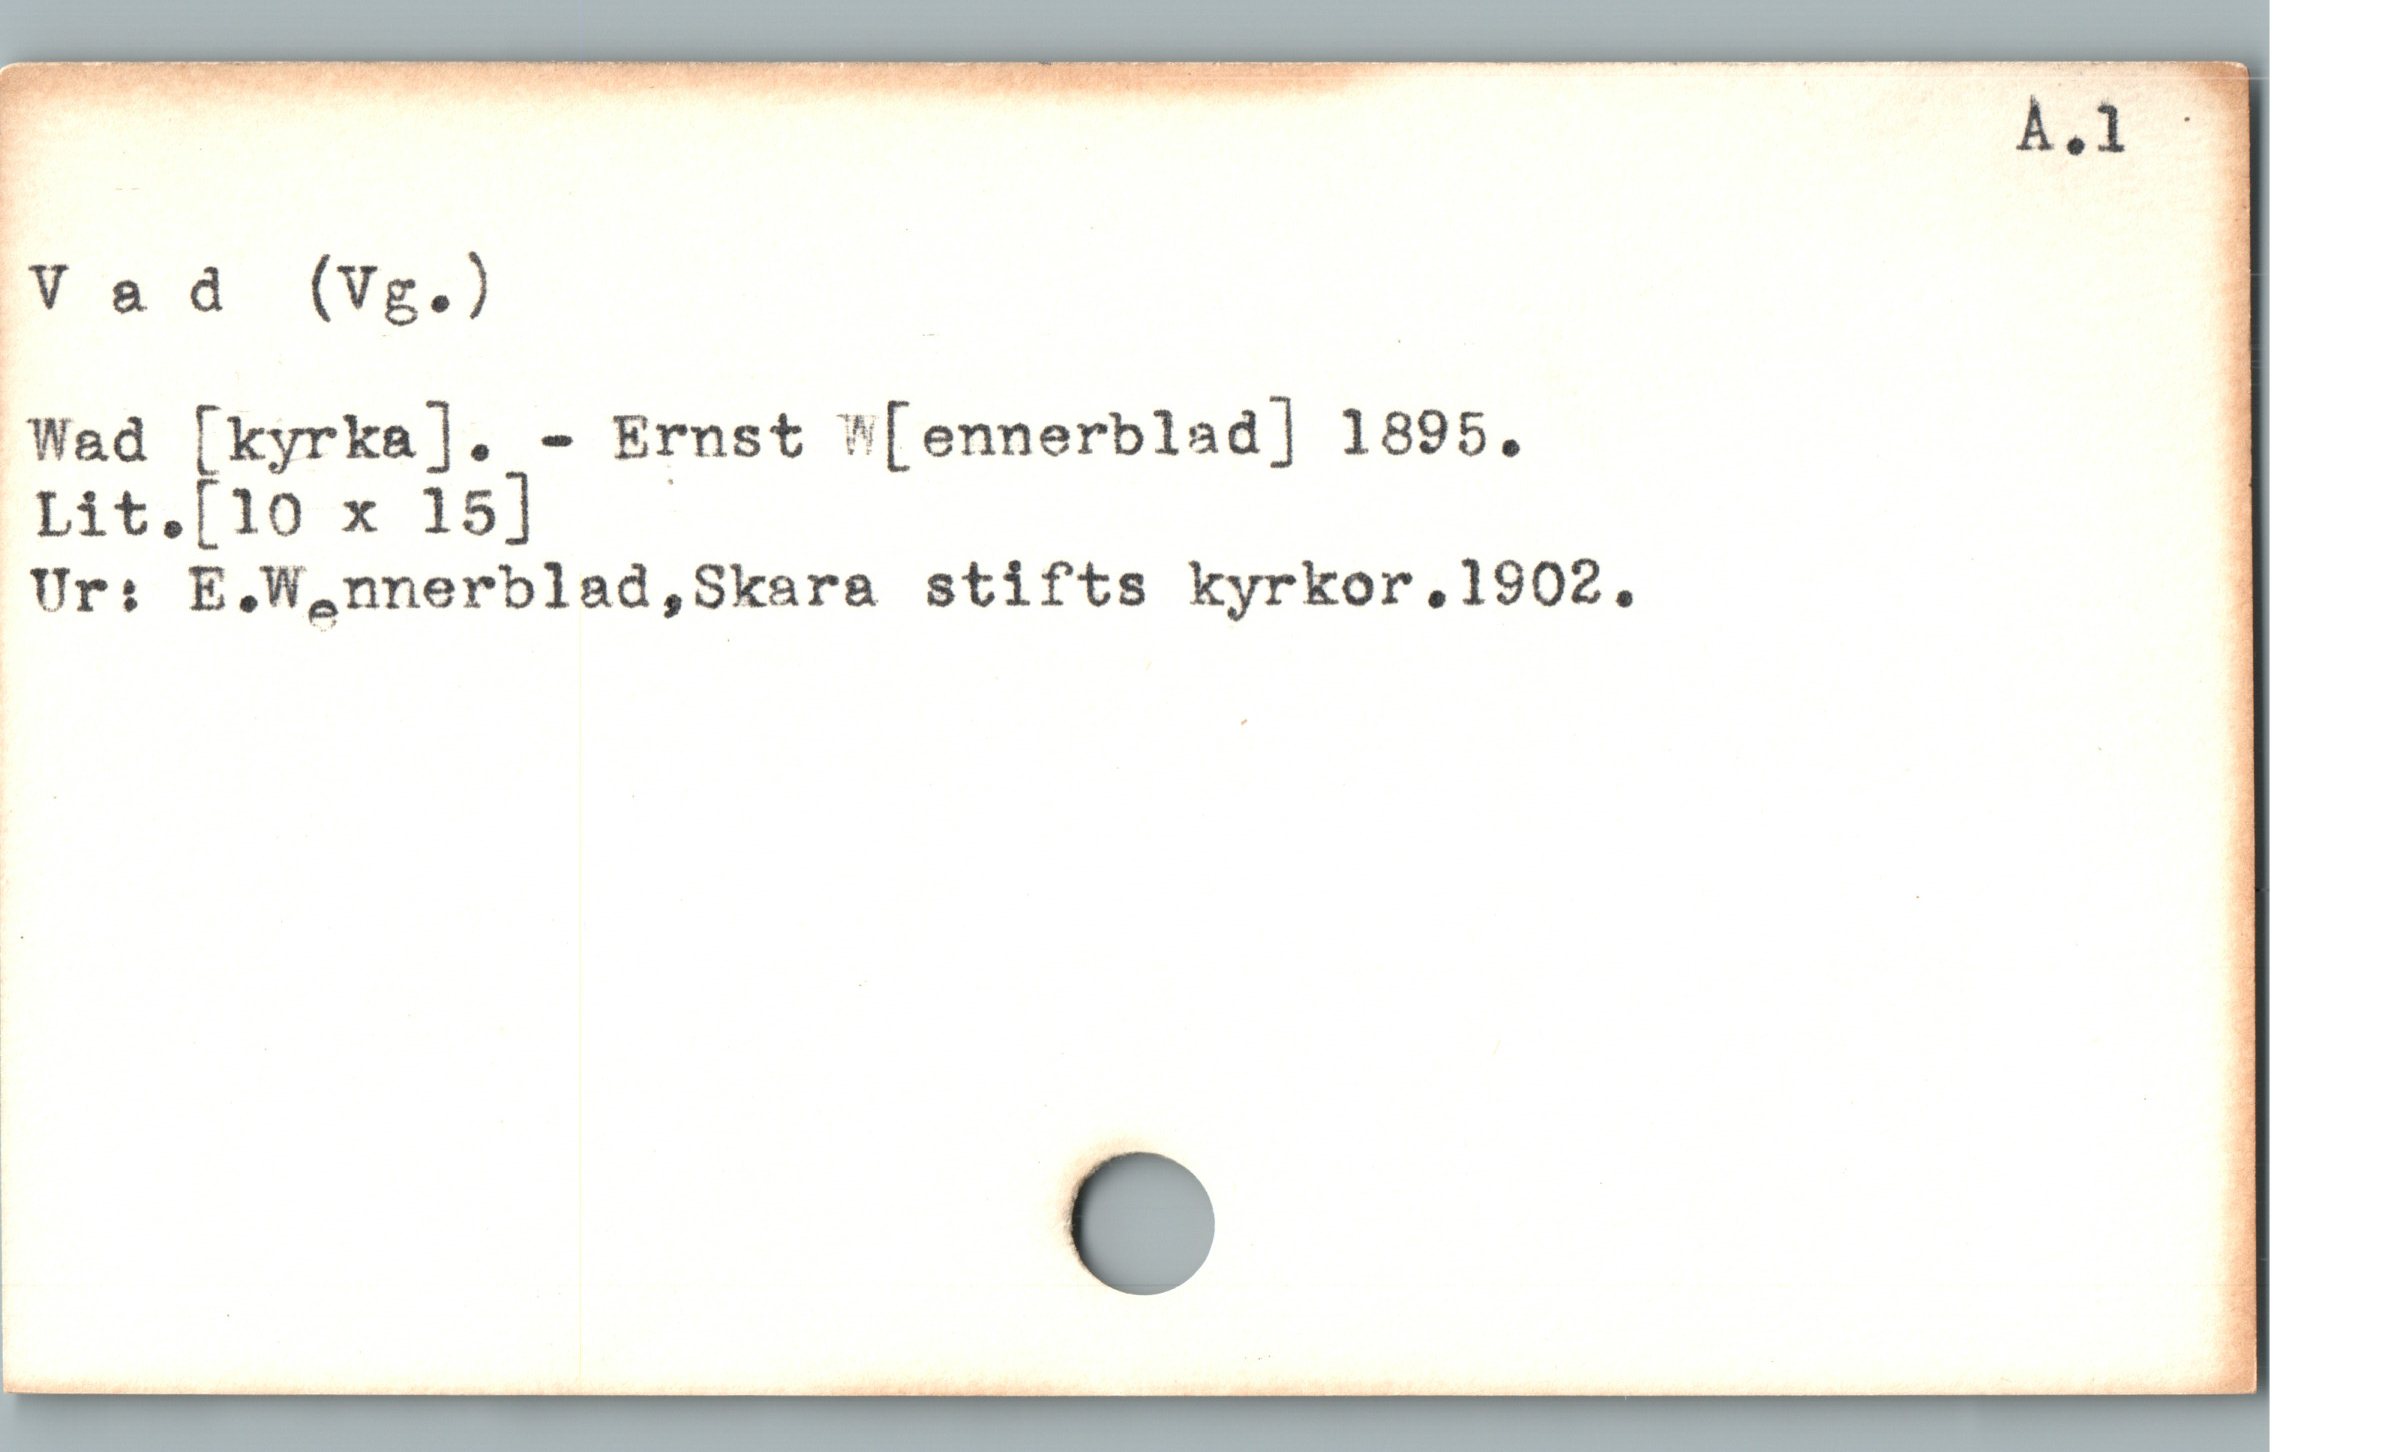 A.1
V a d (Vg.)
Wad [kyrka]. - Ernst W[ennerblad] 1895.
Lit.[10 x 15]
Ur: E.Wennerblad,Skara stifts kyrkor.1902.